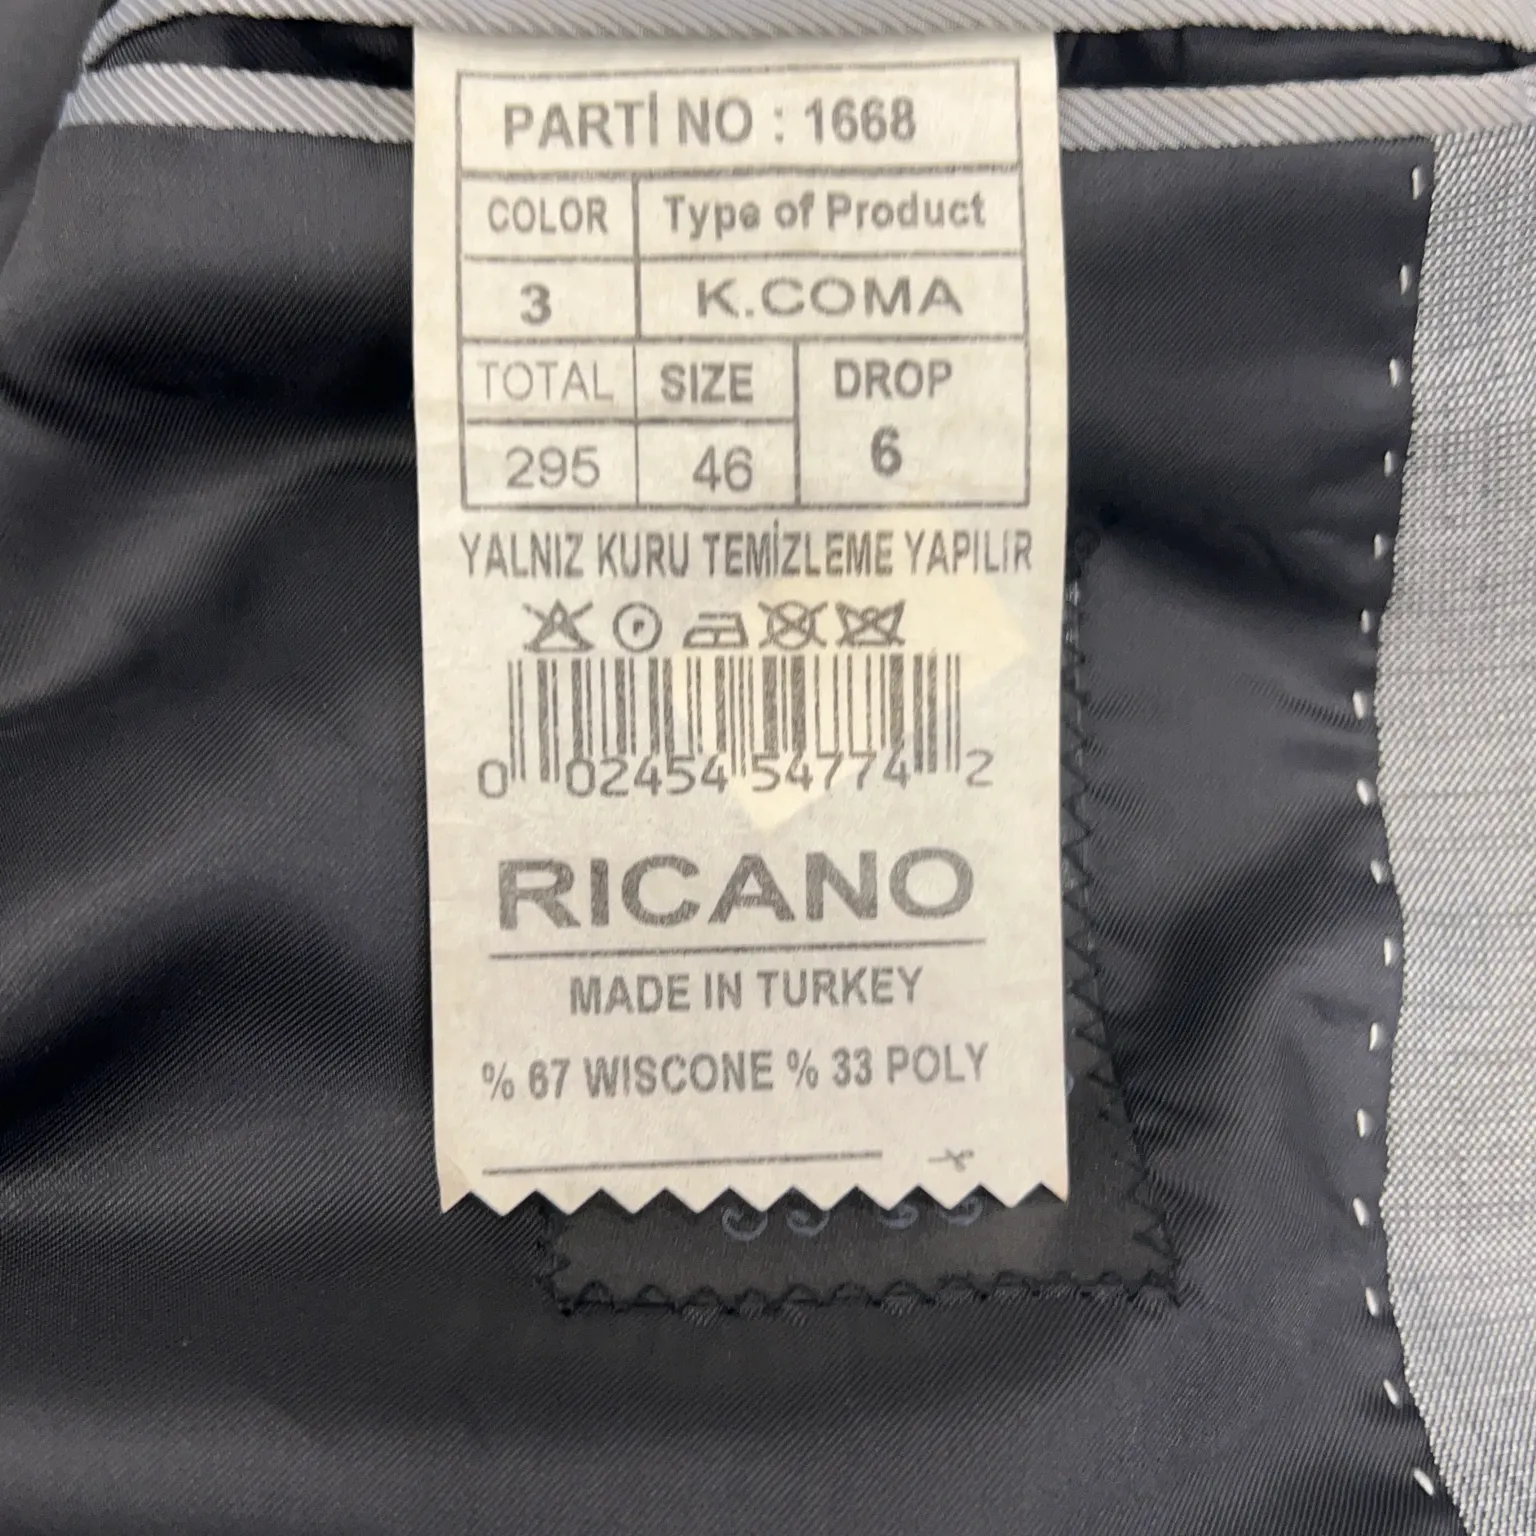 PARTİ NO : 1668
COLOR Type of Product
3 K.COMA
TOTAL SIZE DROP
295 46 6
YALNIZ KURU TEMİZLEME YAPILIR
P
0 02454 54774 2
RICANO
MADE IN TURKEY
% 67 WISCONE % 33 POLY